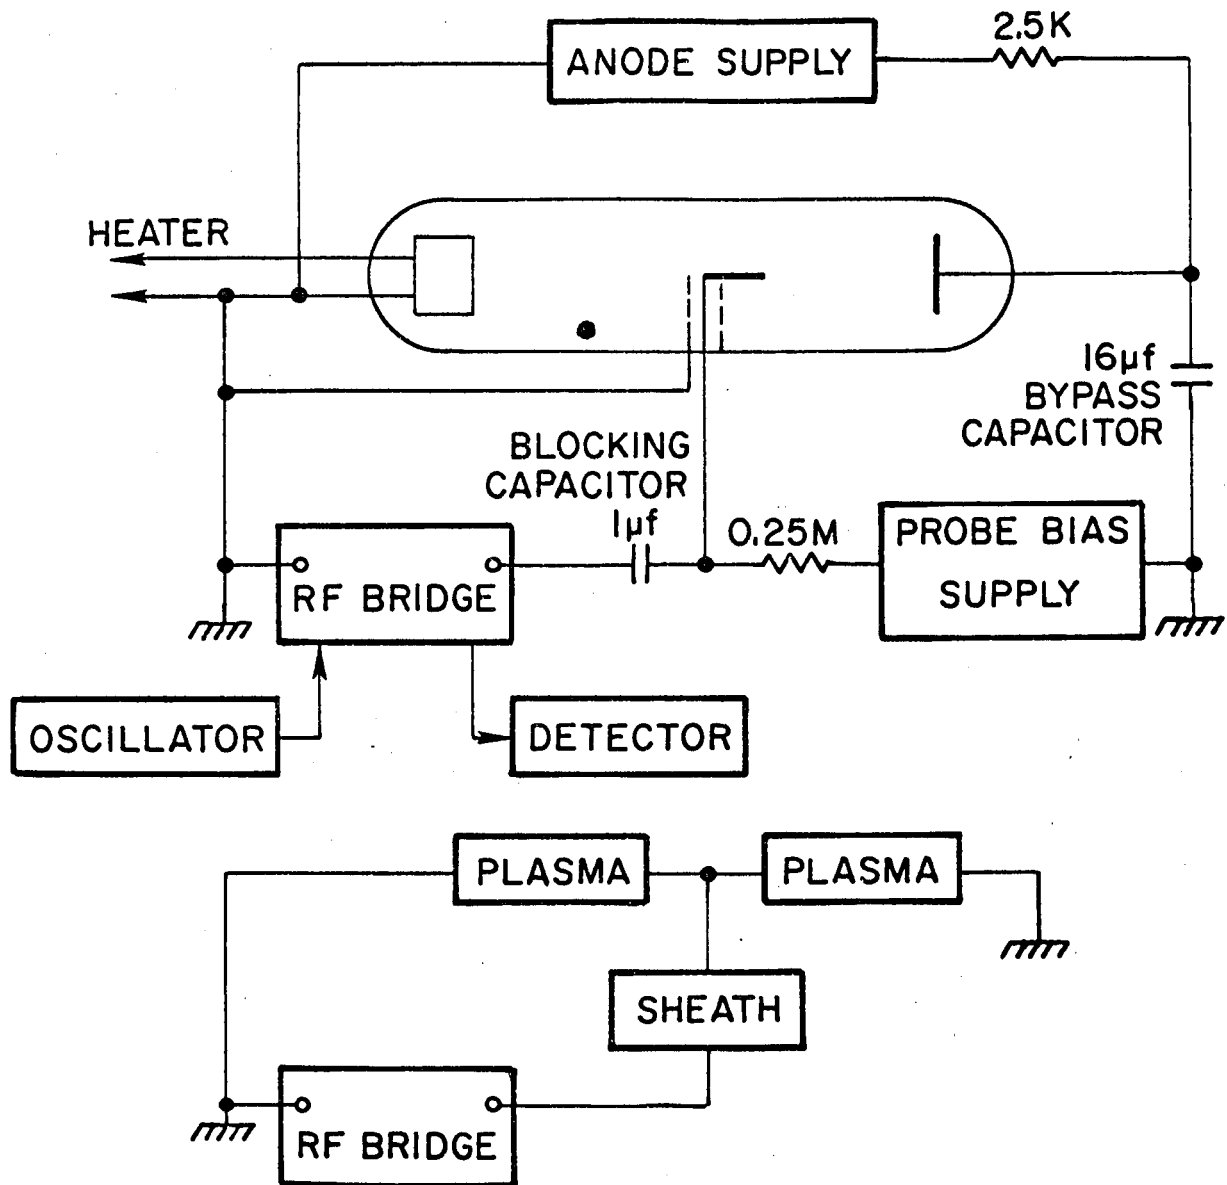 2.5K
ANODE SUPPLY
HEATER
16μf
BYPASS
CAPACITOR
BLOCKING
CAPACITOR
1μf
0.25M
PROBE BIAS
SUPPLY
RF BRIDGE
OSCILLATOR
DETECTOR
PLASMA
PLASMA
SHEATH
RF BRIDGE